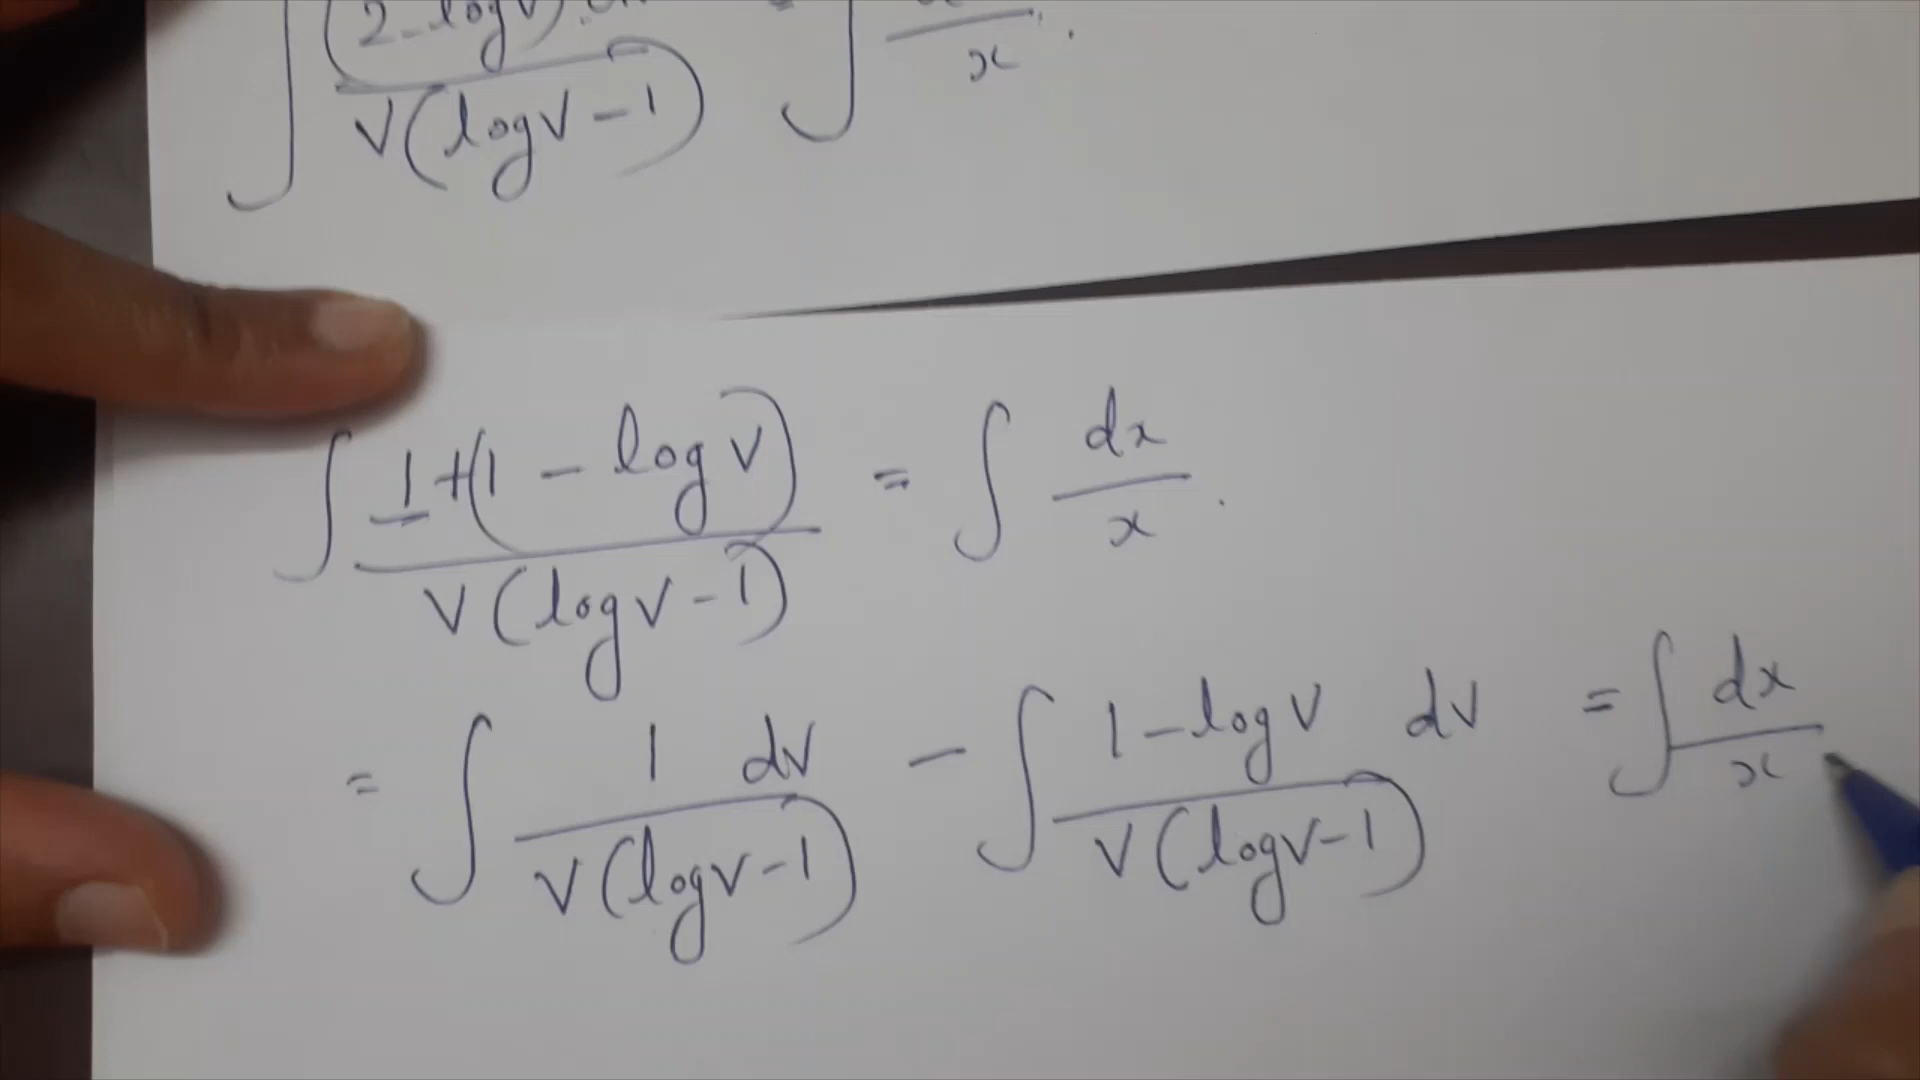 ∫ (2 - log v) / v(log v - 1) = ∫ / x .
∫ 1 + (1 - log v) / v(log v - 1) = ∫ dx / x .
= ∫ 1 dv / v(log v - 1) - ∫ 1 - log v dv / v(log v - 1) = ∫ dx / x